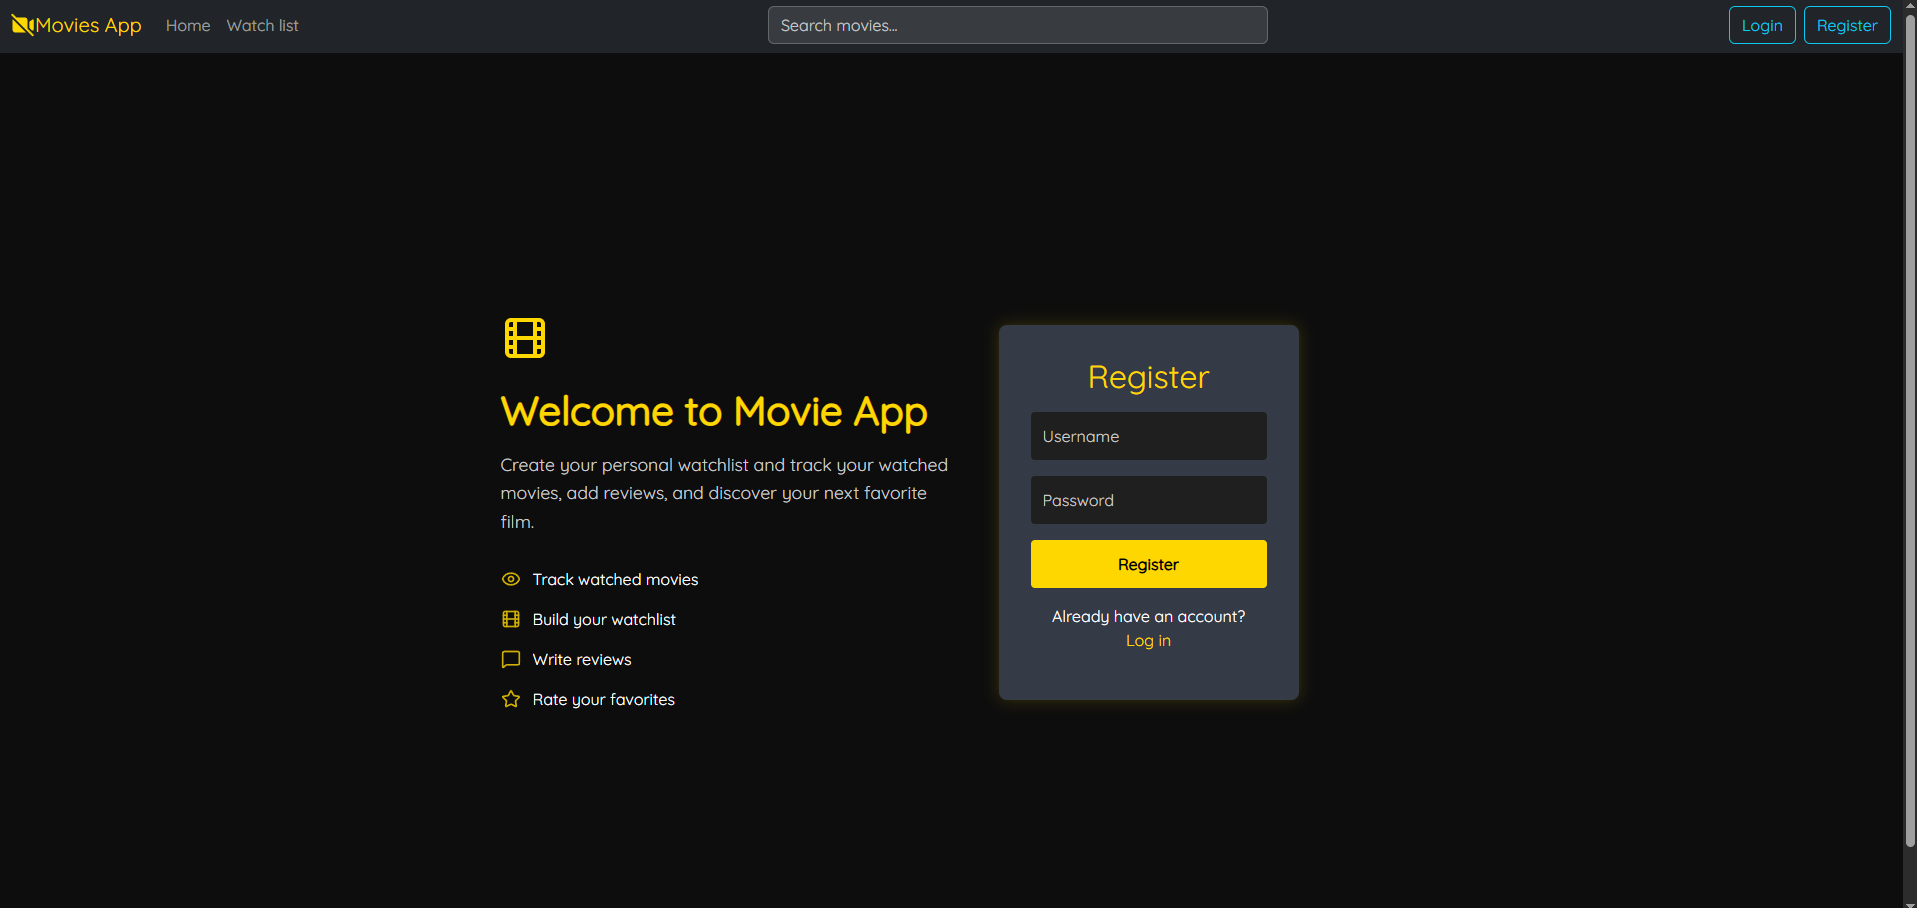 Movies App
Home
Watch list
Search movies...
Login
Register
Welcome to Movie App
Create your personal watchlist and track your watched
movies, add reviews, and discover your next favorite
film.
Track watched movies
Build your watchlist
Write reviews
Rate your favorites
Register
Username
Password
Register
Already have an account?
Log in